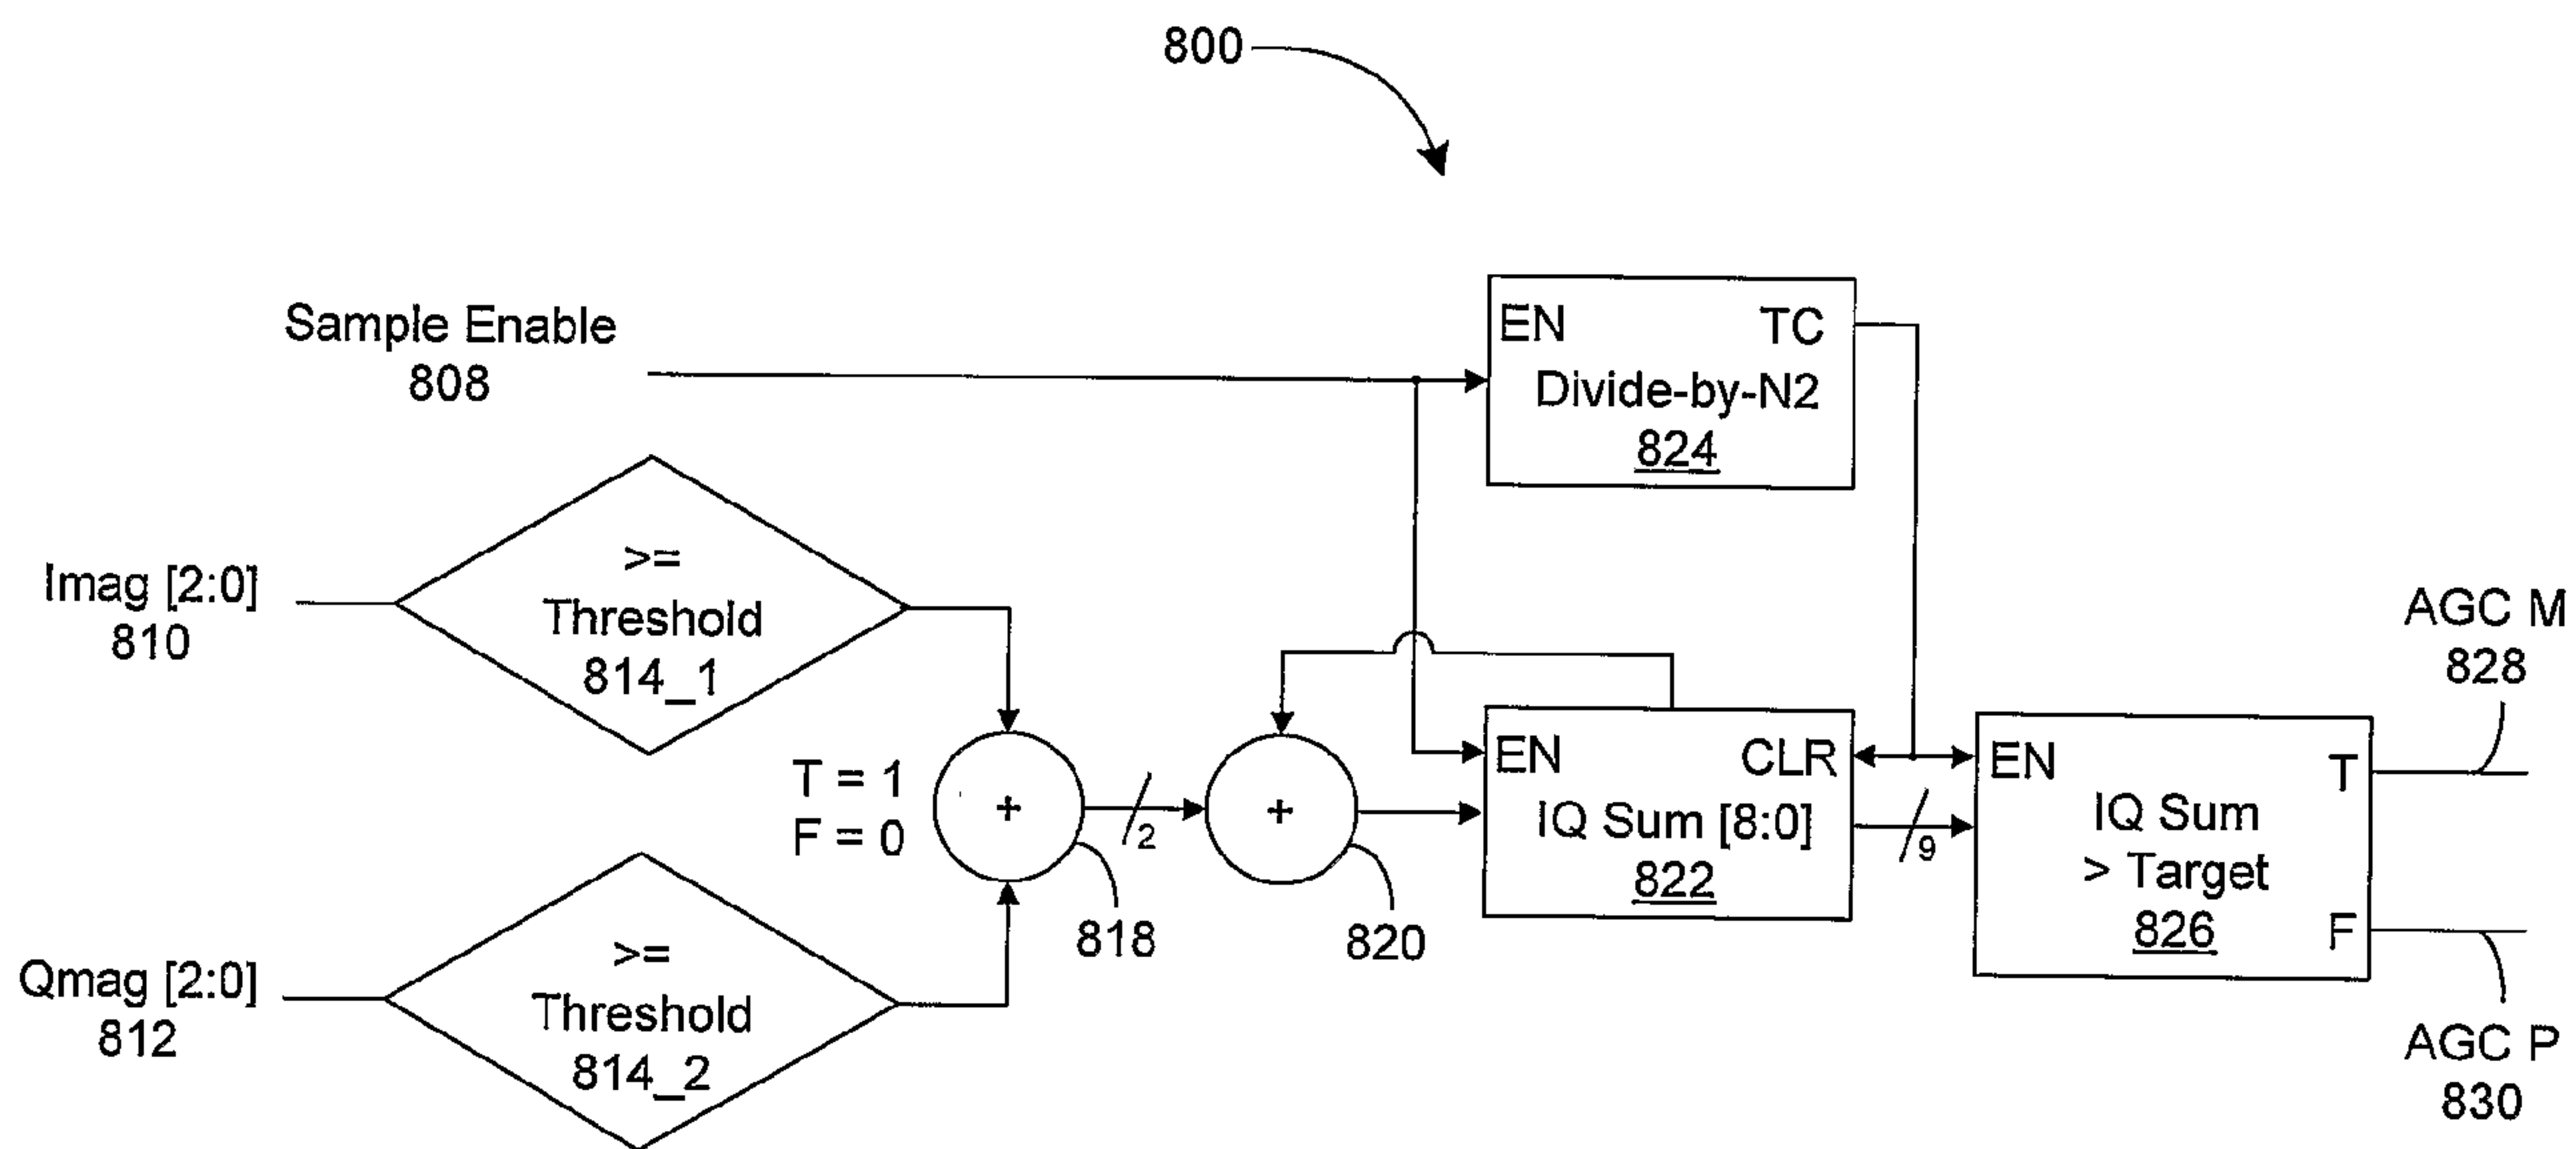 800
Sample Enable
808
EN
TC
Divide-by-N2
824
Imag [2:0]
810
>=
Threshold
814_1
T = 1
F = 0
+
818
2
+
820
EN
CLR
IQ Sum [8:0]
822
9
EN
T
IQ Sum
> Target
826
F
AGC M
828
Qmag [2:0]
812
>=
Threshold
814_2
AGC P
830